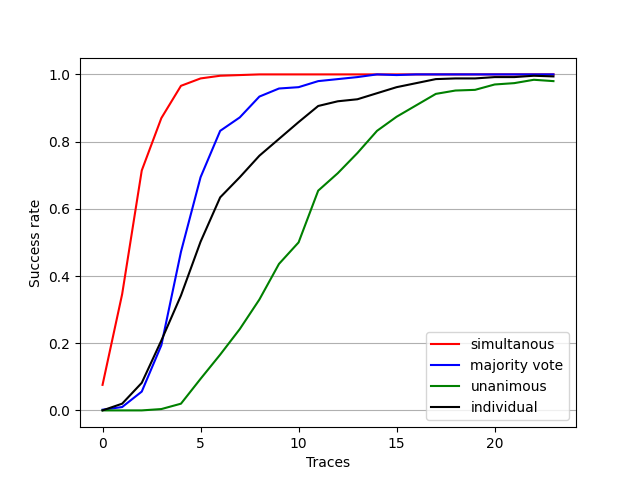 1.0
0.8
0.6
0.4
0.2
0.0
Success rate
simultanous
majority vote
unanimous
individual
0 5 10 15 20
Traces